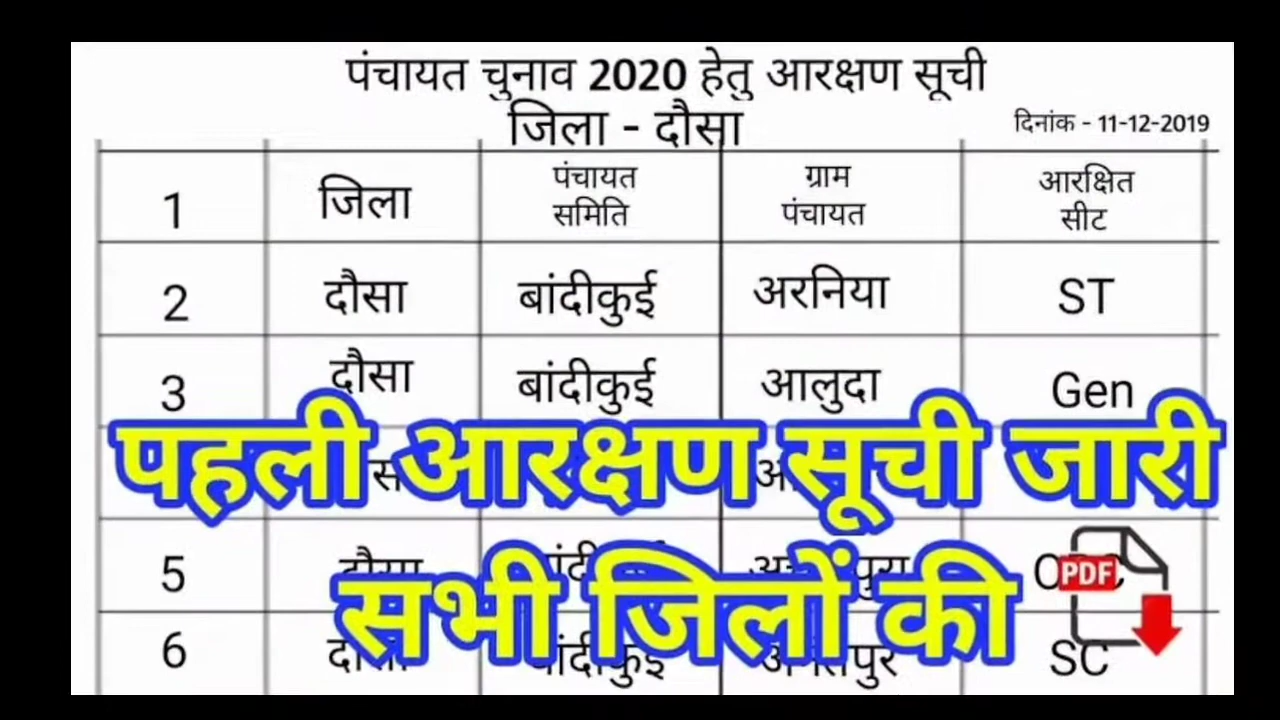 पंचायत चुनाव 2020 हेतु आरक्षण सूची
जिला - दौसा
दिनांक - 11-12-2019
1 जिला पंचायत समिति ग्राम पंचायत आरक्षित सीट
2 दौसा बांदीकुई अरनिया ST
3 दौसा बांदीकुई आलुदा Gen
पहली आरक्षण सूची जारी
5 दौसा
PDF
सभी जिलों की
6 दौसा बांदीकुई SC